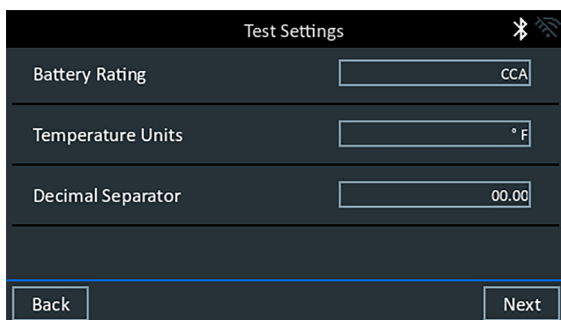 Test Settings
Battery Rating CCA
Temperature Units ° F
Decimal Separator 00.00
Back Next